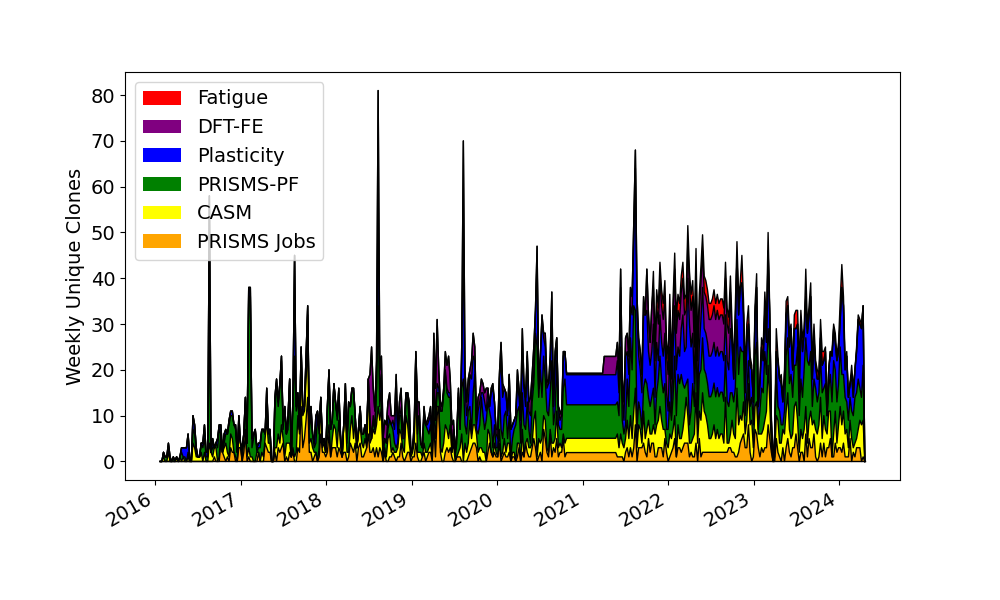 80
70
60
50
40
30
20
10
0
Weekly Unique Clones
Fatigue
DFT-FE
Plasticity
PRISMS-PF
CASM
PRISMS Jobs
2016
2017
2018
2019
2020
2021
2022
2023
2024